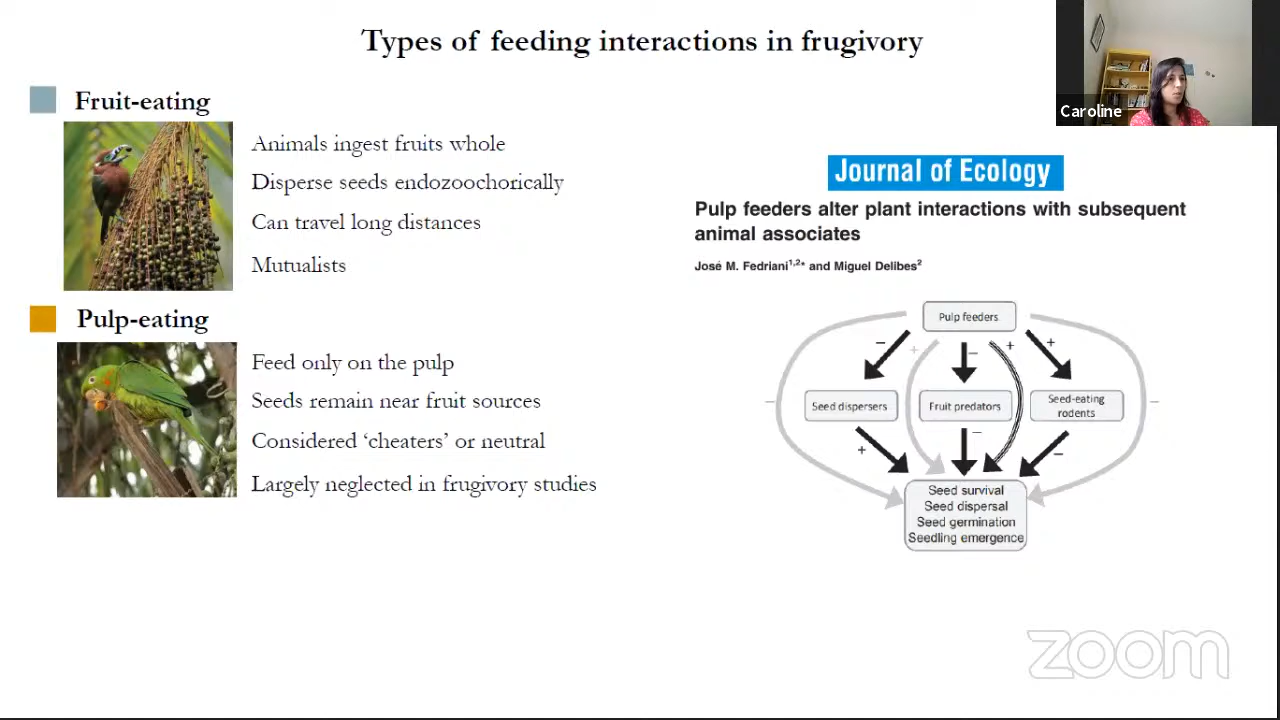 Types of feeding interactions in frugivory
Caroline
Fruit-eating
Animals ingest fruits whole
Disperse seeds endozoochorically
Can travel long distances
Mutualists
Pulp-eating
Feed only on the pulp
Seeds remain near fruit sources
Considered ‘cheaters’ or neutral
Largely neglected in frugivory studies
Journal of Ecology
Pulp feeders alter plant interactions with subsequent
animal associates
José M. Fedriani1,2* and Miguel Delibes2
Pulp feeders
− + − + +
− Seed dispersers Fruit predators Seed-eating −
rodents
+ − −
Seed survival
Seed dispersal
Seed germination
Seedling emergence
zoom